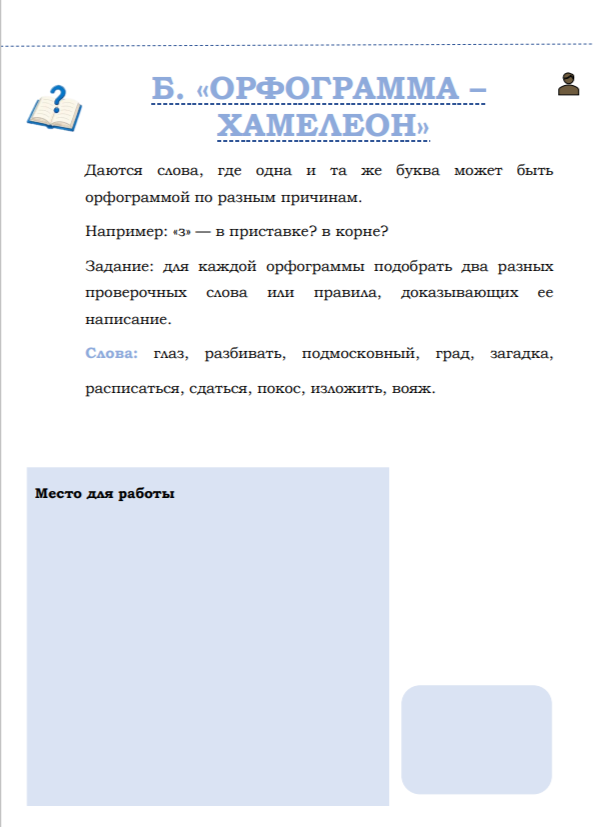 Б. «ОРФОГРАММА –
ХАМЕЛЕОН»
Даются слова, где одна и та же буква может быть
орфограммой по разным причинам.
Например: «з» — в приставке? в корне?
Задание: для каждой орфограммы подобрать два разных
проверочных слова или правила, доказывающих ее
написание.
Слова: глаз, разбивать, подмосковный, град, загадка,
расписаться, сдаться, покос, изложить, вояж.
Место для работы